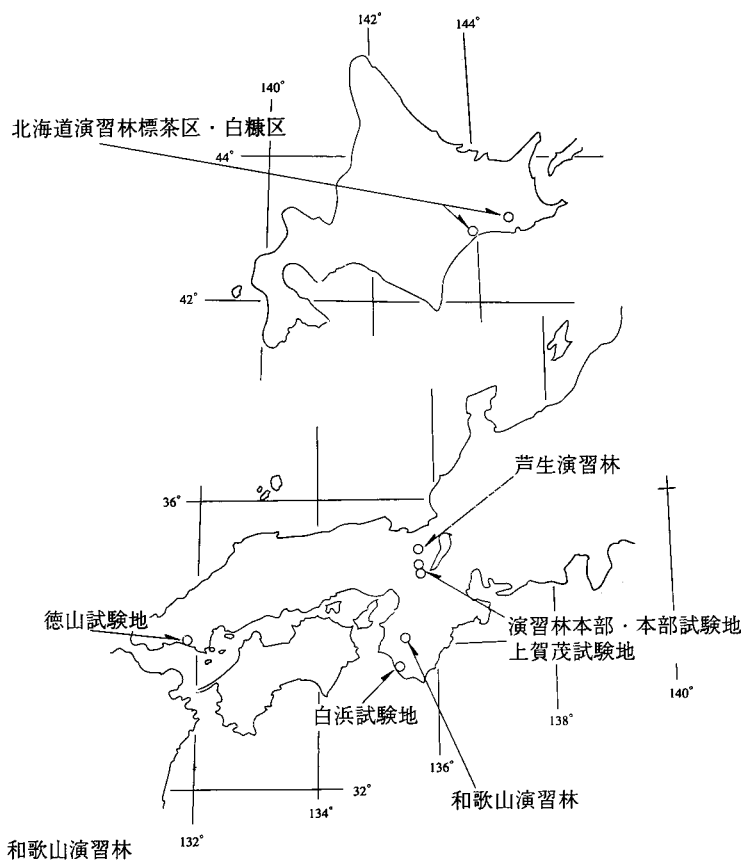 142°
144°
140°
北海道演習林標茶区・白糠区
44°
42°
芦生演習林
36°
徳山試験地
演習林本部・本部試験地
上賀茂試験地
140°
白浜試験地
138°
136°
32°
和歌山演習林
134°
132°
和歌山演習林